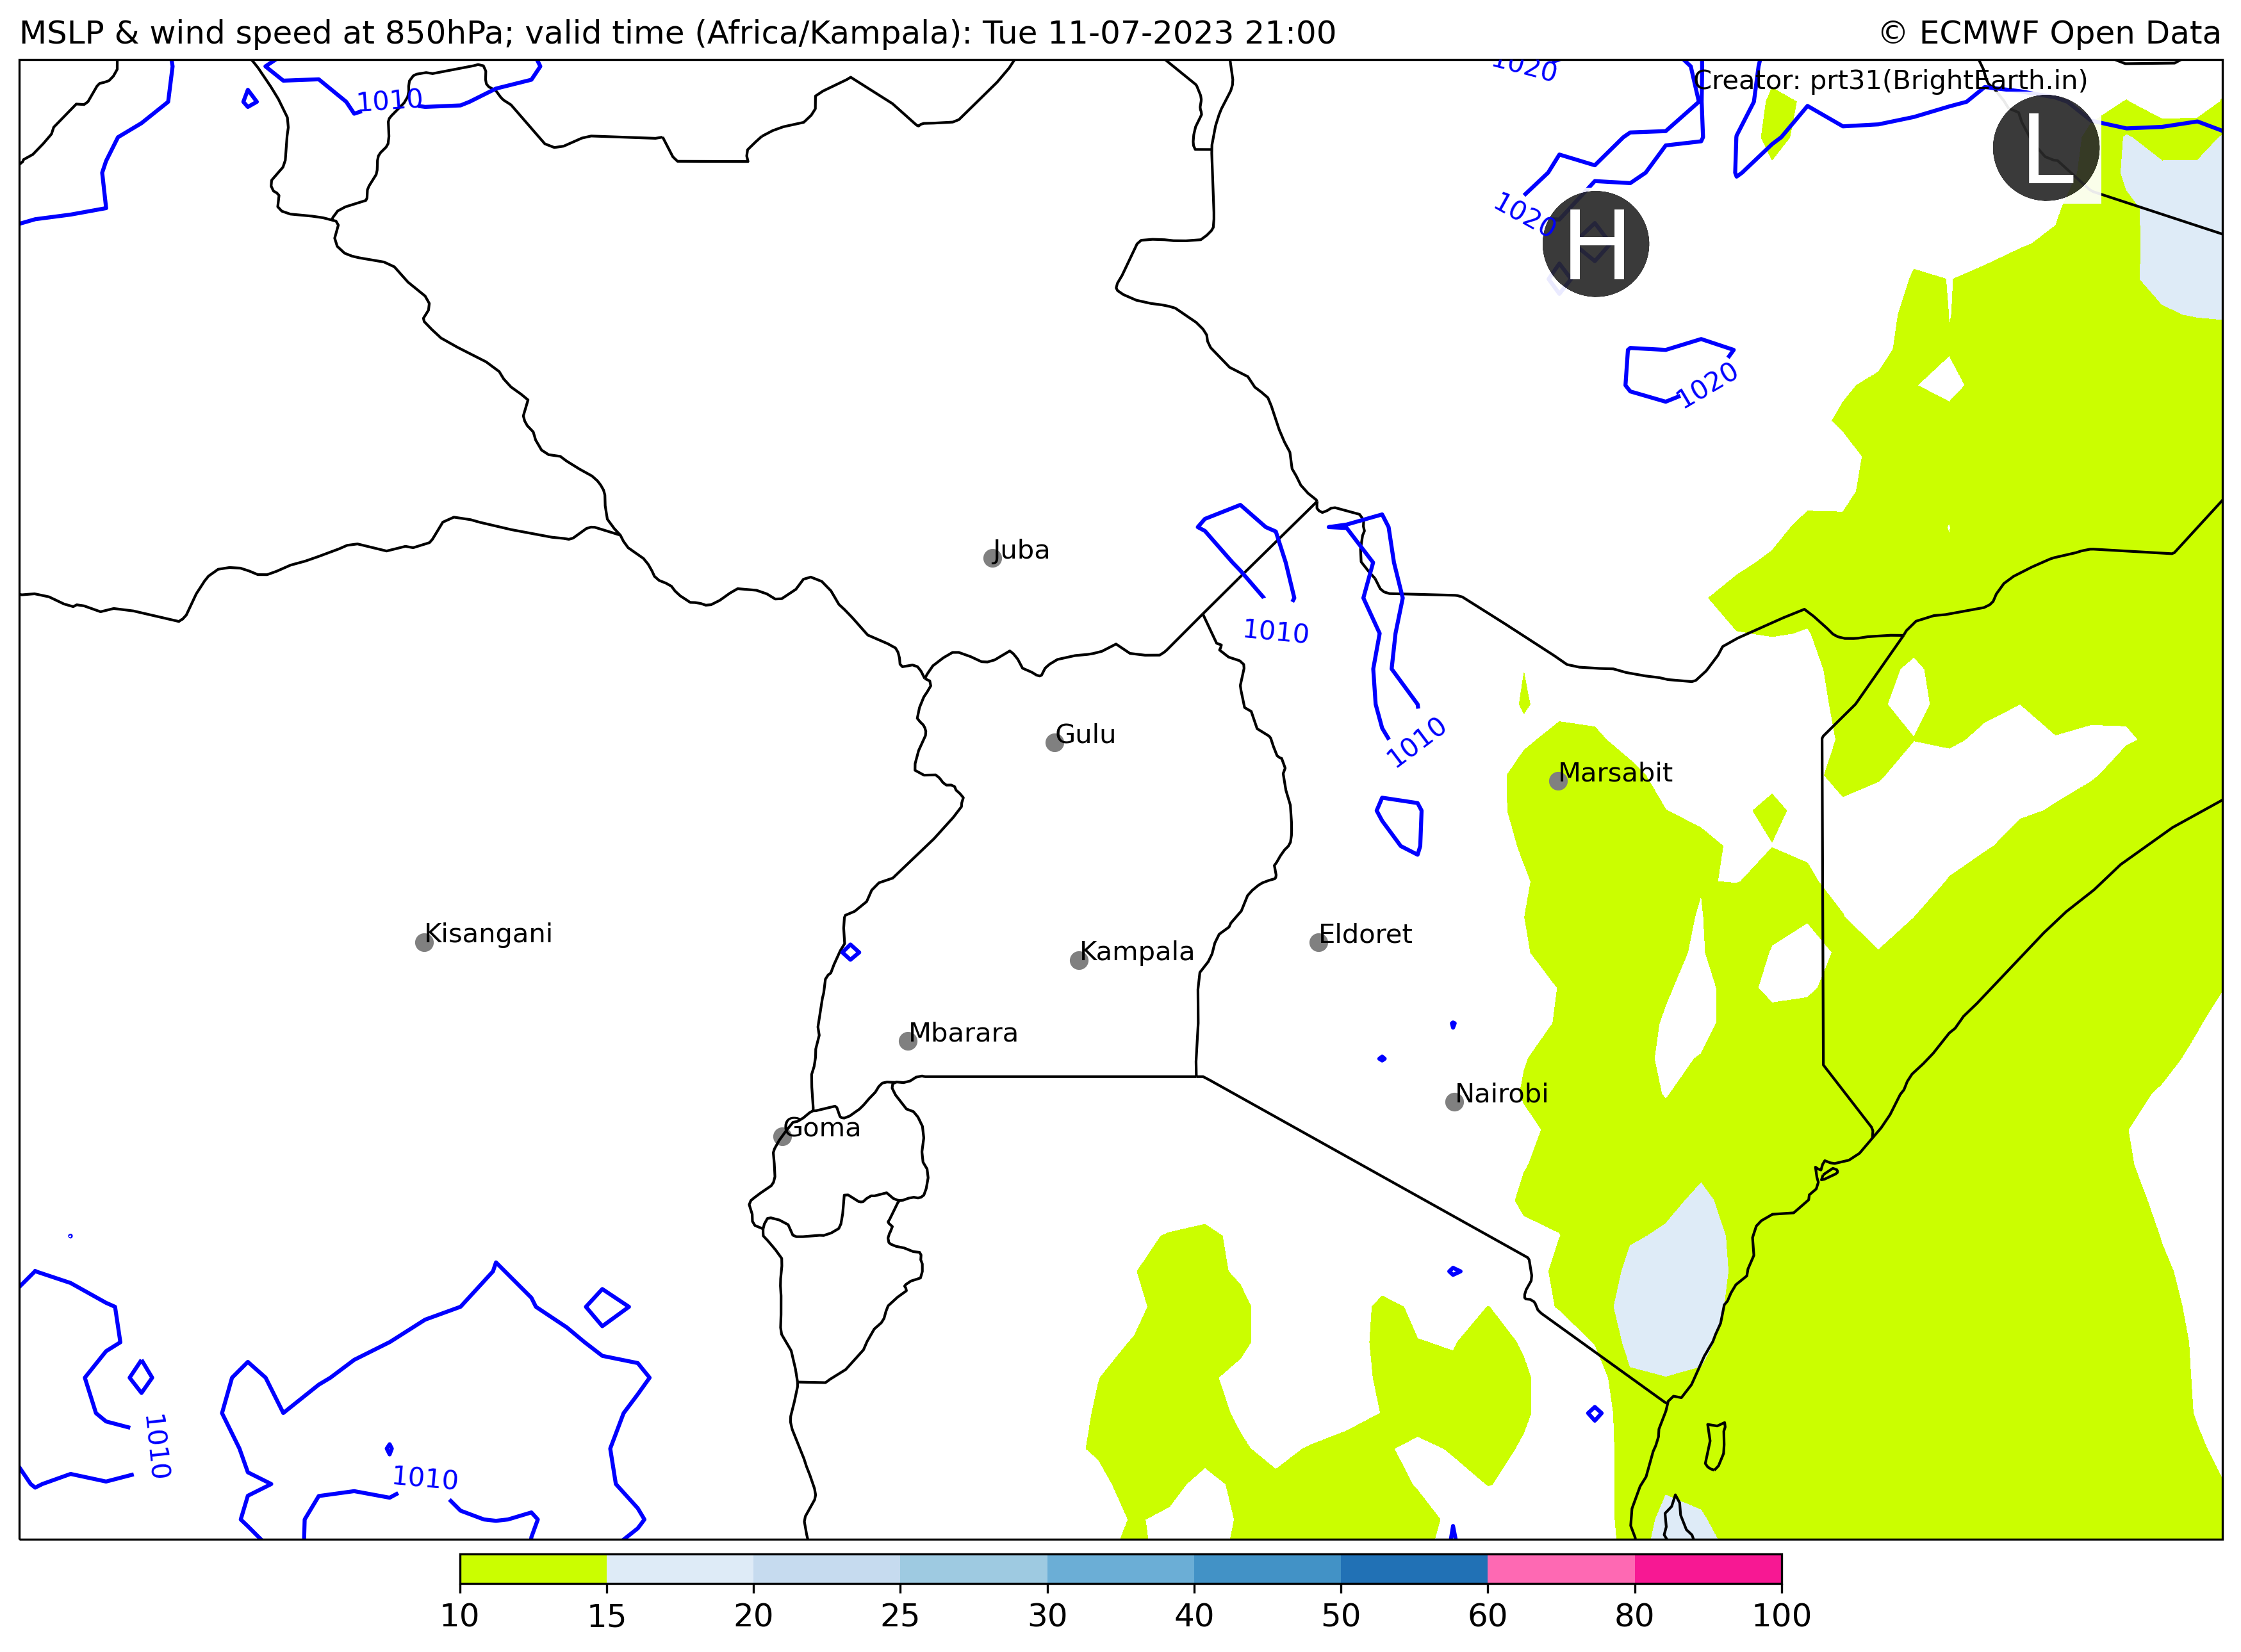 MSLP & wind speed at 850hPa; valid time (Africa/Kampala): Tue 11-07-2023 21:00
© ECMWF Open Data
1020
Creator: prt31(BrightEarth.in)
1010
L
1020
H
1020
Juba
1010
Gulu
1010
Marsabit
Kisangani
Eldoret
Kampala
Mbarara
Nairobi
Goma
1010
1010
10 15 20 25 30 40 50 60 80 100